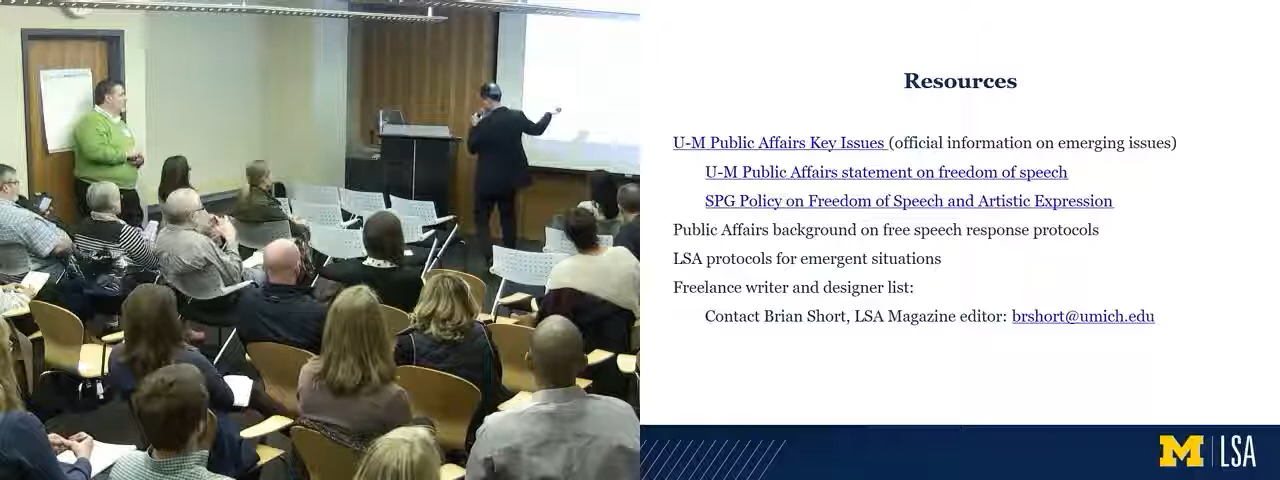 Resources
U-M Public Affairs Key Issues (official information on emerging issues)
U-M Public Affairs statement on freedom of speech
SPG Policy on Freedom of Speech and Artistic Expression
Public Affairs background on free speech response protocols
LSA protocols for emergent situations
Freelance writer and designer list:
Contact Brian Short, LSA Magazine editor: brshort@umich.edu
M LSA